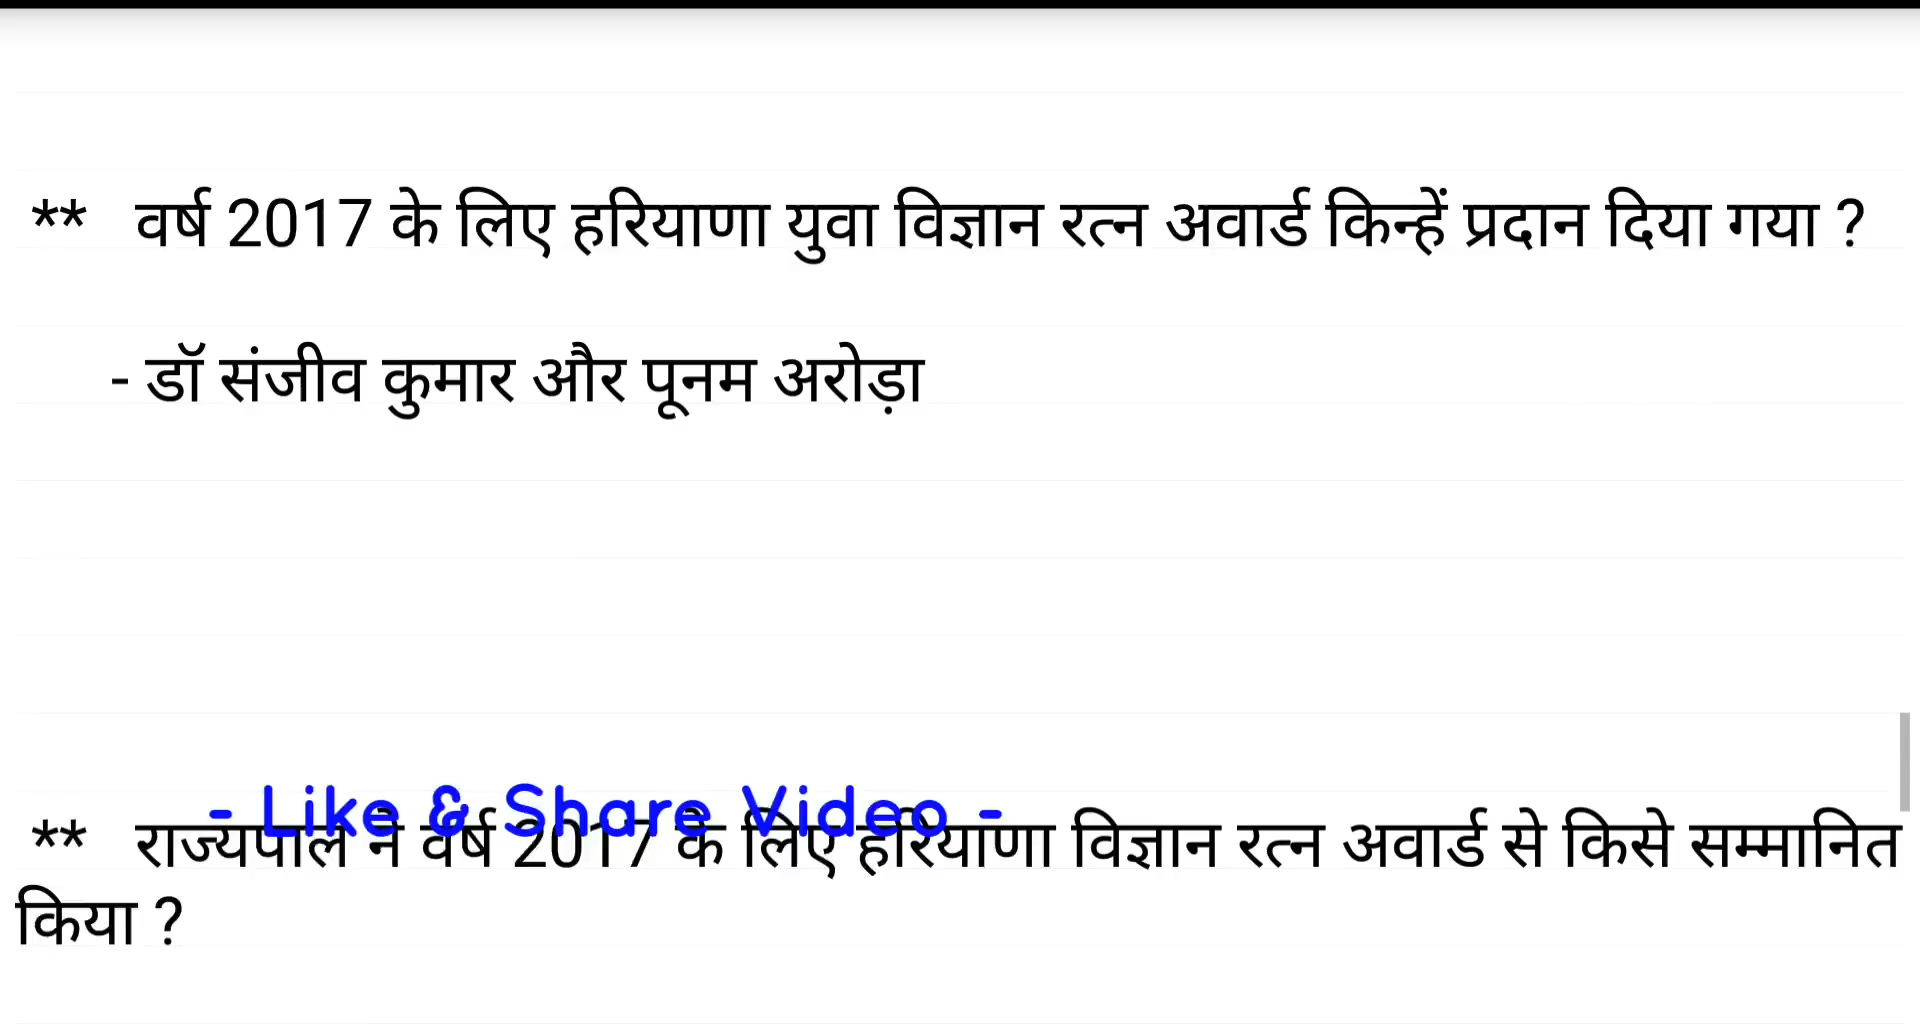 ** वर्ष 2017 के लिए हरियाणा युवा विज्ञान रत्न अवार्ड किन्हें प्रदान दिया गया ?
- डॉ संजीव कुमार और पूनम अरोड़ा
- Like & Share Video -
** राज्यपाल ने वर्ष 2017 के लिए हरियाणा विज्ञान रत्न अवार्ड से किसे सम्मानित
किया ?